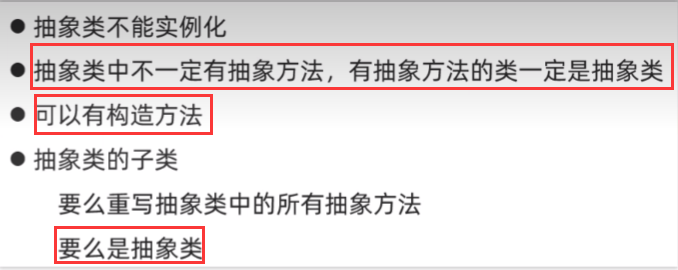 ● 抽象类不能实例化
● 抽象类中不一定有抽象方法，有抽象方法的类一定是抽象类
● 可以有构造方法
● 抽象类的子类
要么重写抽象类中的所有抽象方法
要么是抽象类